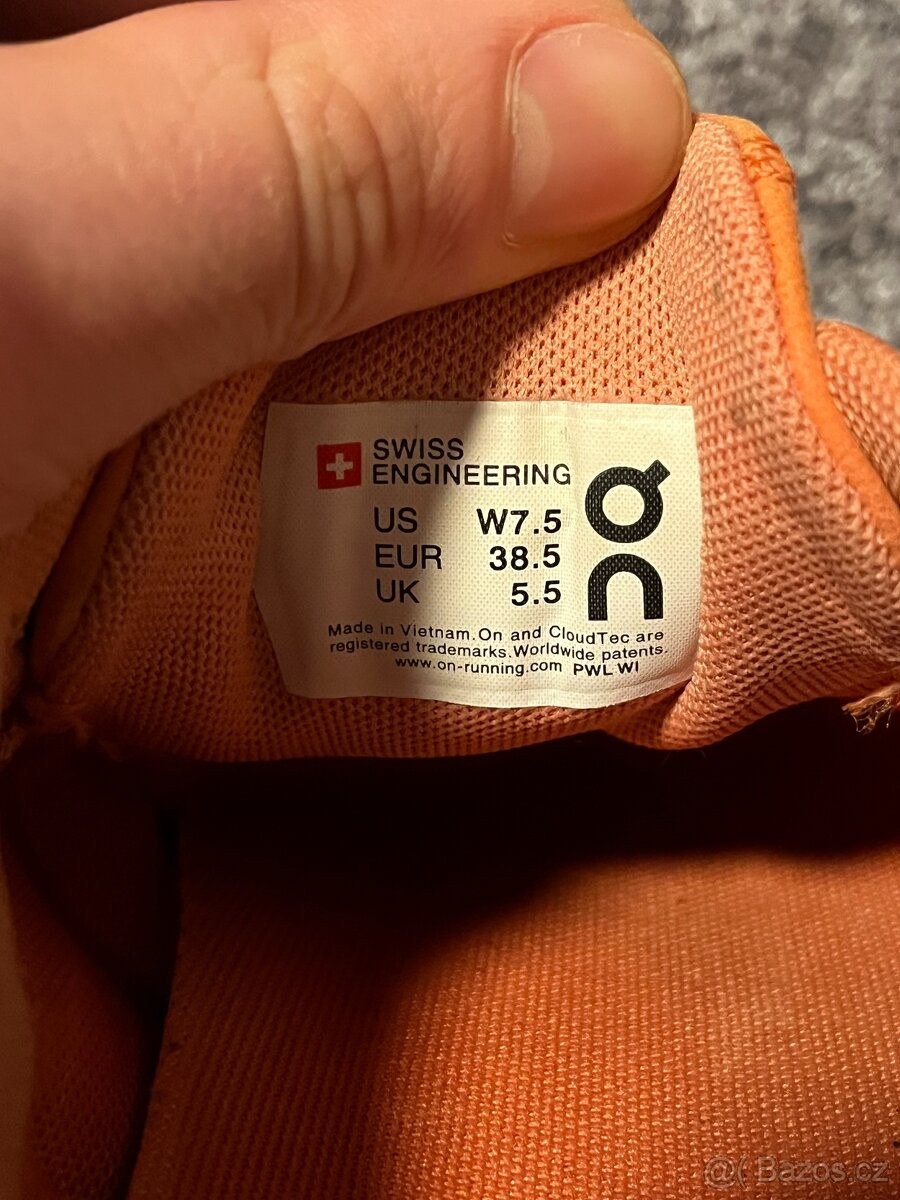 SWISS
ENGINEERING
US W7.5
EUR 38.5
UK 5.5
on
Made in Vietnam.On and CloudTec are
registered trademarks.Worldwide patents.
www.on-running.com PWL WI
Bazos.cz